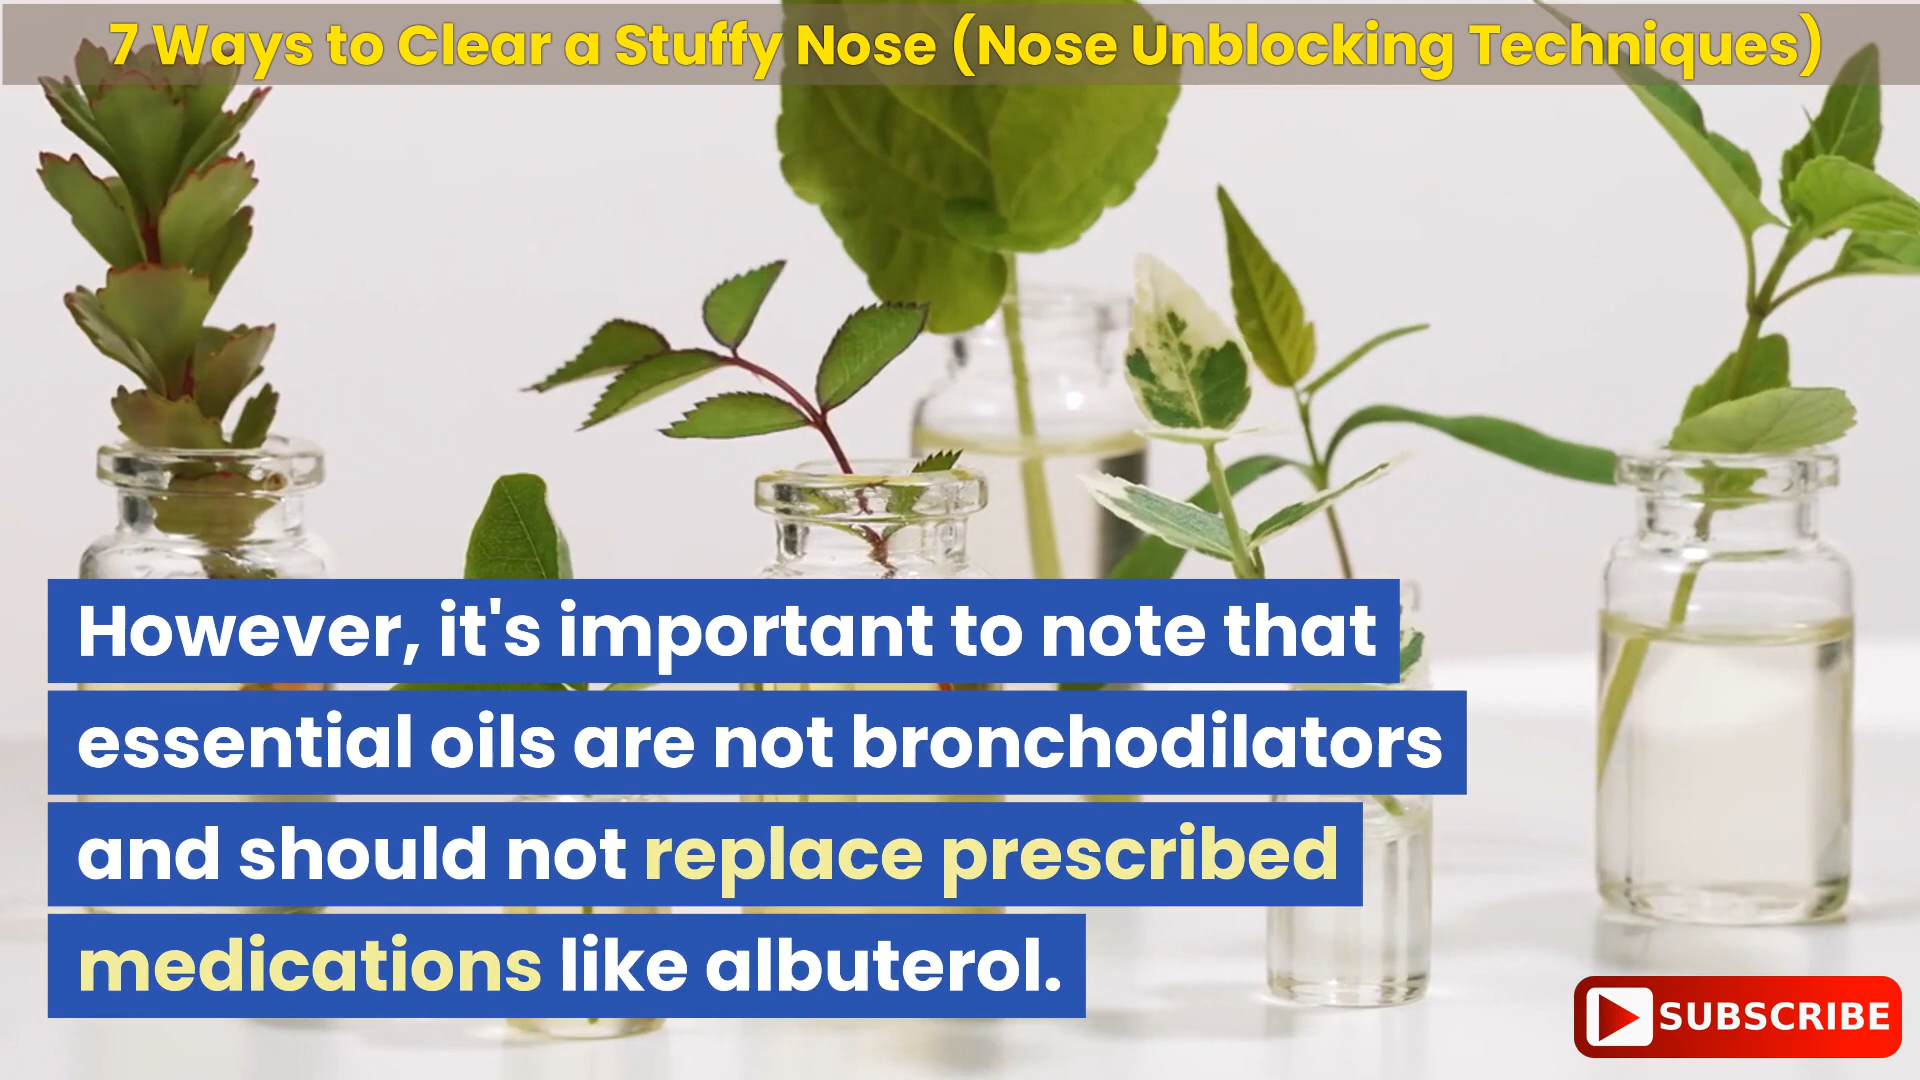 7 Ways to Clear a Stuffy Nose (Nose Unblocking Techniques)
However, it's important to note that
essential oils are not bronchodilators
and should not replace prescribed
medications like albuterol.
SUBSCRIBE